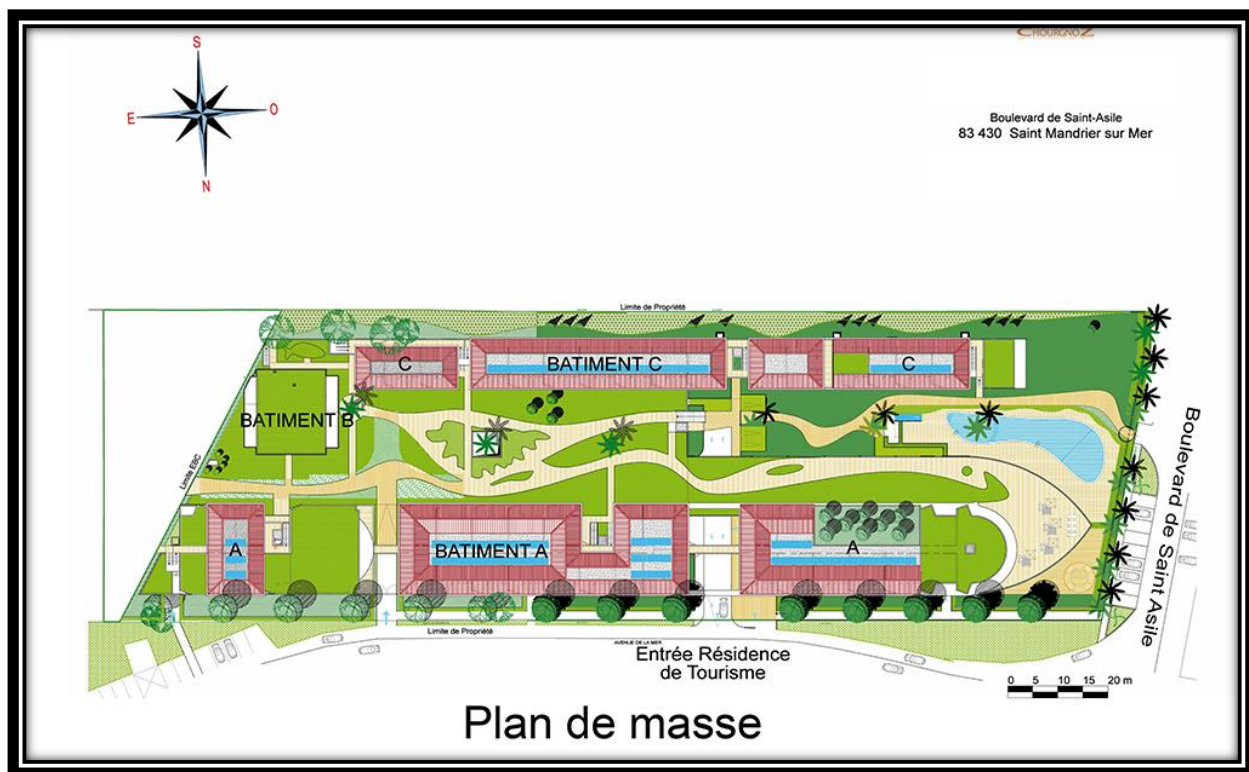 CHOURGNOZ
S
E
O
N
Boulevard de Saint-Asile
83 430 Saint Mandrier sur Mer
Limite de Propriété
C
BATIMENT C
C
BATIMENT B
Limite EBC
Boulevard de Saint Asile
A
BATIMENT A
A
Limite de Propriété
AVENUE DE LA MER
Entrée Résidence
de Tourisme
0 5 10 15 20 m
Plan de masse